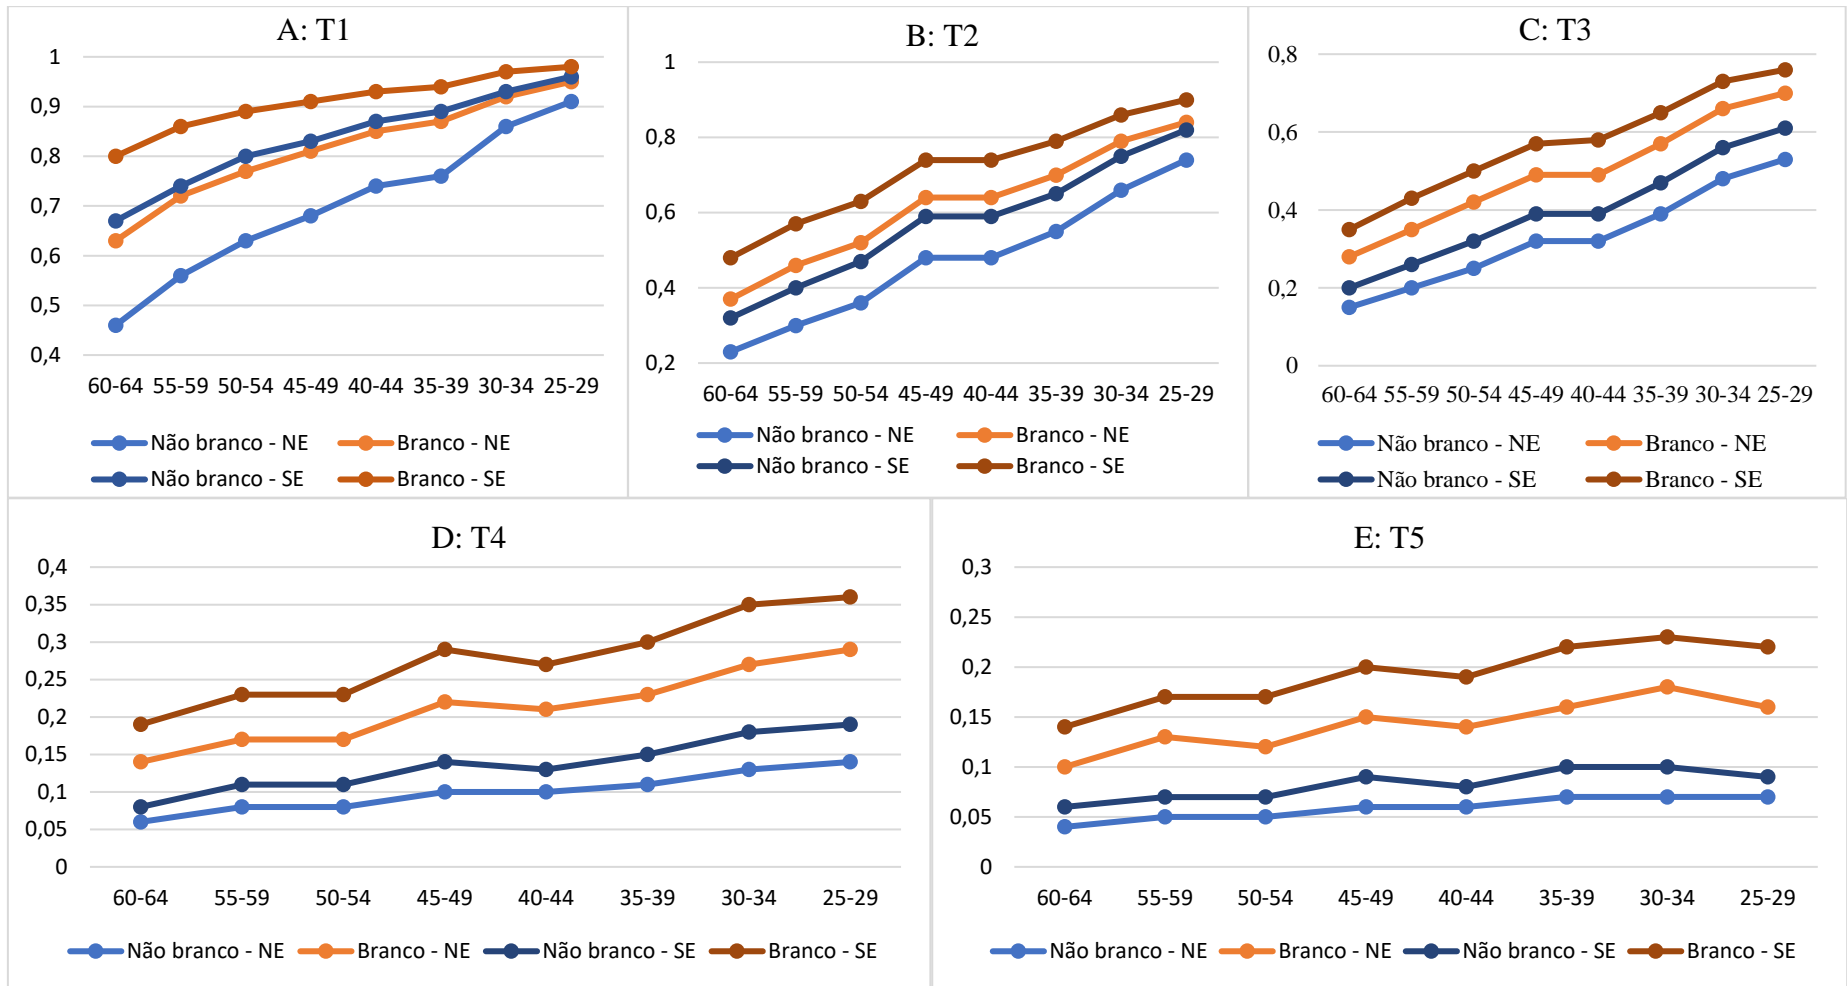 A: T1
1
0,9
0,8
0,7
0,6
0,5
0,4
60-64 55-59 50-54 45-49 40-44 35-39 30-34 25-29
Não branco - NE Branco - NE
Não branco - SE Branco - SE
B: T2
1
0,8
0,6
0,4
0,2
60-64 55-59 50-54 45-49 40-44 35-39 30-34 25-29
Não branco - NE Branco - NE
Não branco - SE Branco - SE
C: T3
0,8
0,6
0,4
0,2
0
60-64 55-59 50-54 45-49 40-44 35-39 30-34 25-29
Não branco - NE Branco - NE
Não branco - SE Branco - SE
D: T4
0,4
0,35
0,3
0,25
0,2
0,15
0,1
0,05
0
60-64 55-59 50-54 45-49 40-44 35-39 30-34 25-29
Não branco - NE Branco - NE Não branco - SE Branco - SE
E: T5
0,3
0,25
0,2
0,15
0,1
0,05
0
60-64 55-59 50-54 45-49 40-44 35-39 30-34 25-29
Não branco - NE Branco - NE Não branco - SE Branco - SE